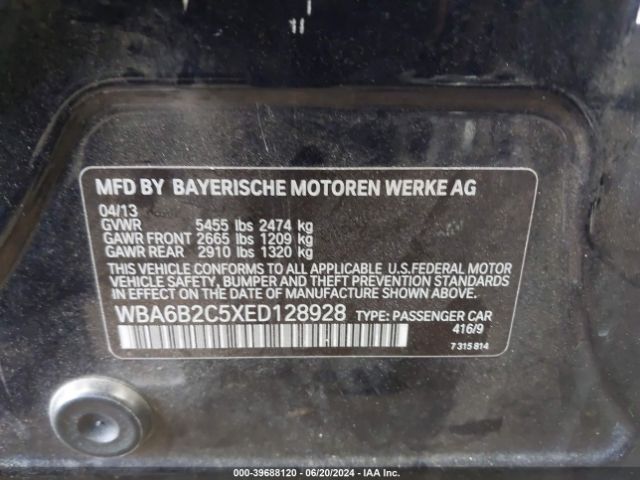 MFD BY BAYERISCHE MOTOREN WERKE AG
04/13
GVWR 5455 lbs 2474 kg
GAWR FRONT 2665 lbs 1209 kg
GAWR REAR 2910 lbs 1320 kg
THIS VEHICLE CONFORMS TO ALL APPLICABLE U.S.FEDERAL MOTOR
VEHICLE SAFETY, BUMPER AND THEFT PREVENTION STANDARDS
IN EFFECT ON THE DATE OF MANUFACTURE SHOWN ABOVE.
WBA6B2C5XED128928 TYPE: PASSENGER CAR
416/9
7 315 814
000-39688120 - 06/20/2024 - IAA Inc.